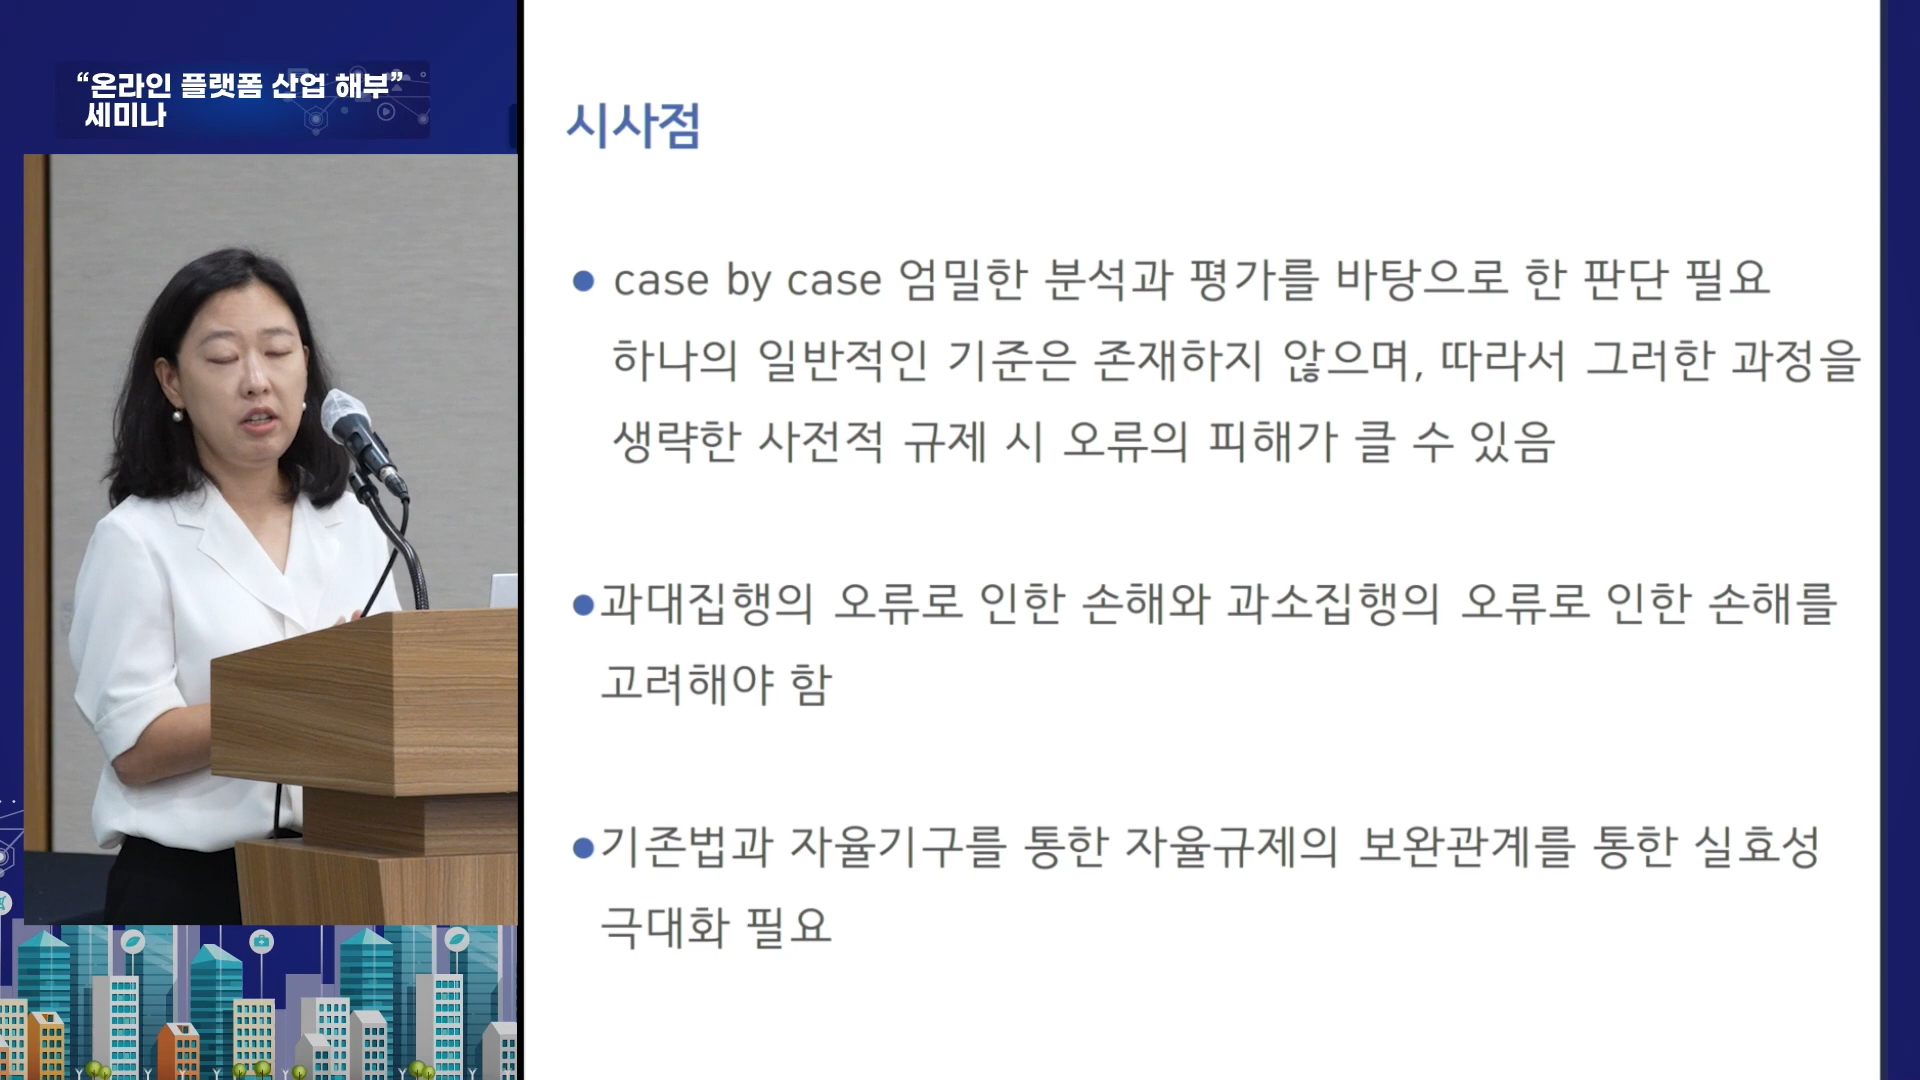 “온라인 플랫폼 산업 해부”
세미나
시사점
● case by case 엄밀한 분석과 평가를 바탕으로 한 판단 필요
하나의 일반적인 기준은 존재하지 않으며, 따라서 그러한 과정을
생략한 사전적 규제 시 오류의 피해가 클 수 있음
●과대집행의 오류로 인한 손해와 과소집행의 오류로 인한 손해를
고려해야 함
●기존법과 자율기구를 통한 자율규제의 보완관계를 통한 실효성
극대화 필요